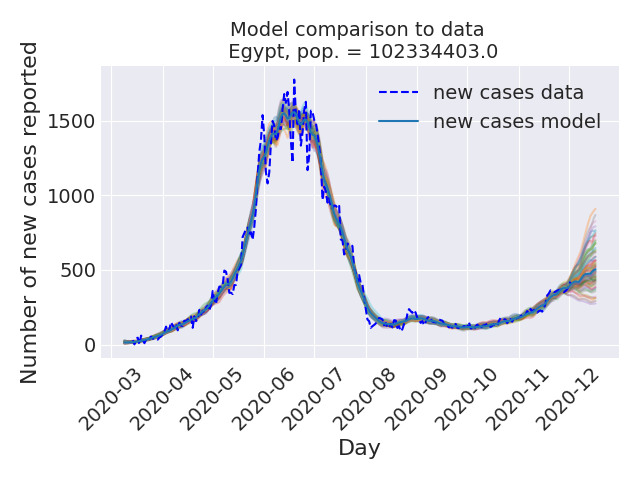 Model comparison to data
Egypt, pop. = 102334403.0
new cases data
new cases model
Number of new cases reported
1500
1000
500
0
2020-03
2020-04
2020-05
2020-06
2020-07
2020-08
2020-09
2020-10
2020-11
2020-12
Day